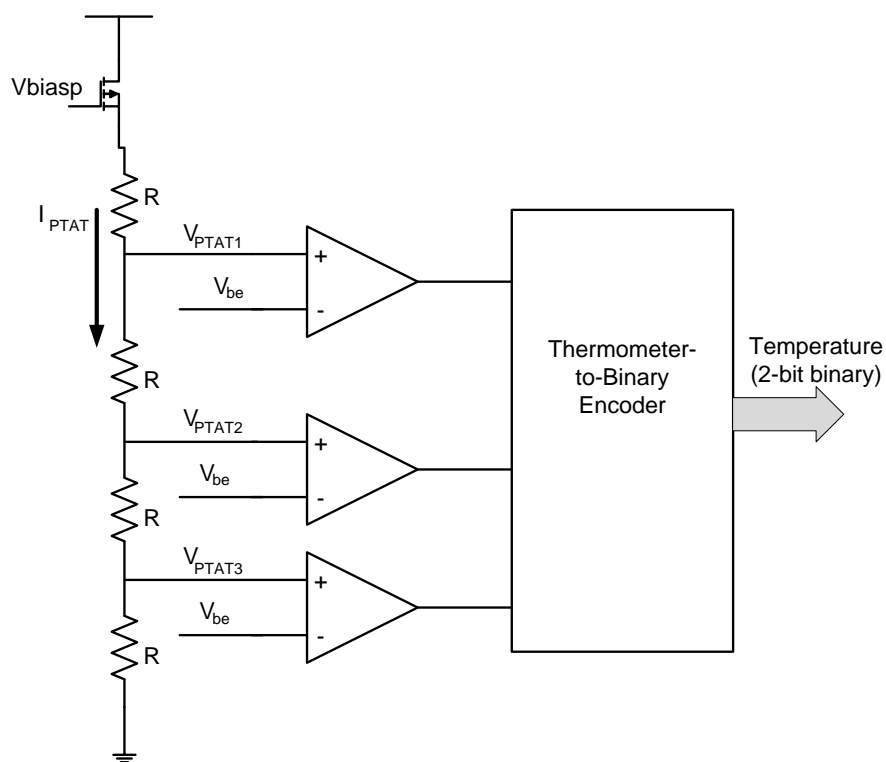 Vbiasp
R
I PTAT
VPTAT1
+
Vbe
-
R
Thermometer-
to-Binary
Encoder
Temperature
(2-bit binary)
VPTAT2
+
Vbe
-
R
VPTAT3
+
Vbe
-
R